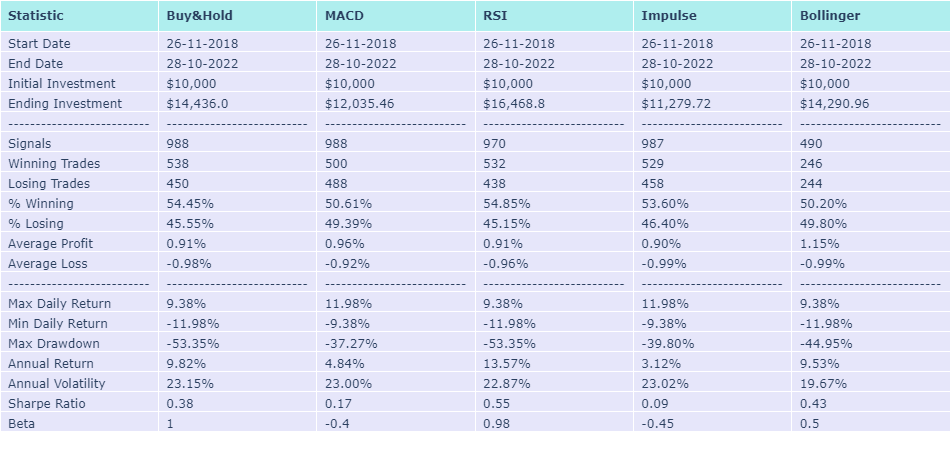 Statistic Buy&Hold MACD RSI Impulse Bollinger
Start Date 26-11-2018 26-11-2018 26-11-2018 26-11-2018 26-11-2018
End Date 28-10-2022 28-10-2022 28-10-2022 28-10-2022 28-10-2022
Initial Investment $10,000 $10,000 $10,000 $10,000 $10,000
Ending Investment $14,436.0 $12,035.46 $16,468.8 $11,279.72 $14,290.96
-------------------------- -------------------------- -------------------------- -------------------------- -------------------------- --------------------------
Signals 988 988 970 987 490
Winning Trades 538 500 532 529 246
Losing Trades 450 488 438 458 244
% Winning 54.45% 50.61% 54.85% 53.60% 50.20%
% Losing 45.55% 49.39% 45.15% 46.40% 49.80%
Average Profit 0.91% 0.96% 0.91% 0.90% 1.15%
Average Loss -0.98% -0.92% -0.96% -0.99% -0.99%
-------------------------- -------------------------- -------------------------- -------------------------- -------------------------- --------------------------
Max Daily Return 9.38% 11.98% 9.38% 11.98% 9.38%
Min Daily Return -11.98% -9.38% -11.98% -9.38% -11.98%
Max Drawdown -53.35% -37.27% -53.35% -39.80% -44.95%
Annual Return 9.82% 4.84% 13.57% 3.12% 9.53%
Annual Volatility 23.15% 23.00% 22.87% 23.02% 19.67%
Sharpe Ratio 0.38 0.17 0.55 0.09 0.43
Beta 1 -0.4 0.98 -0.45 0.5